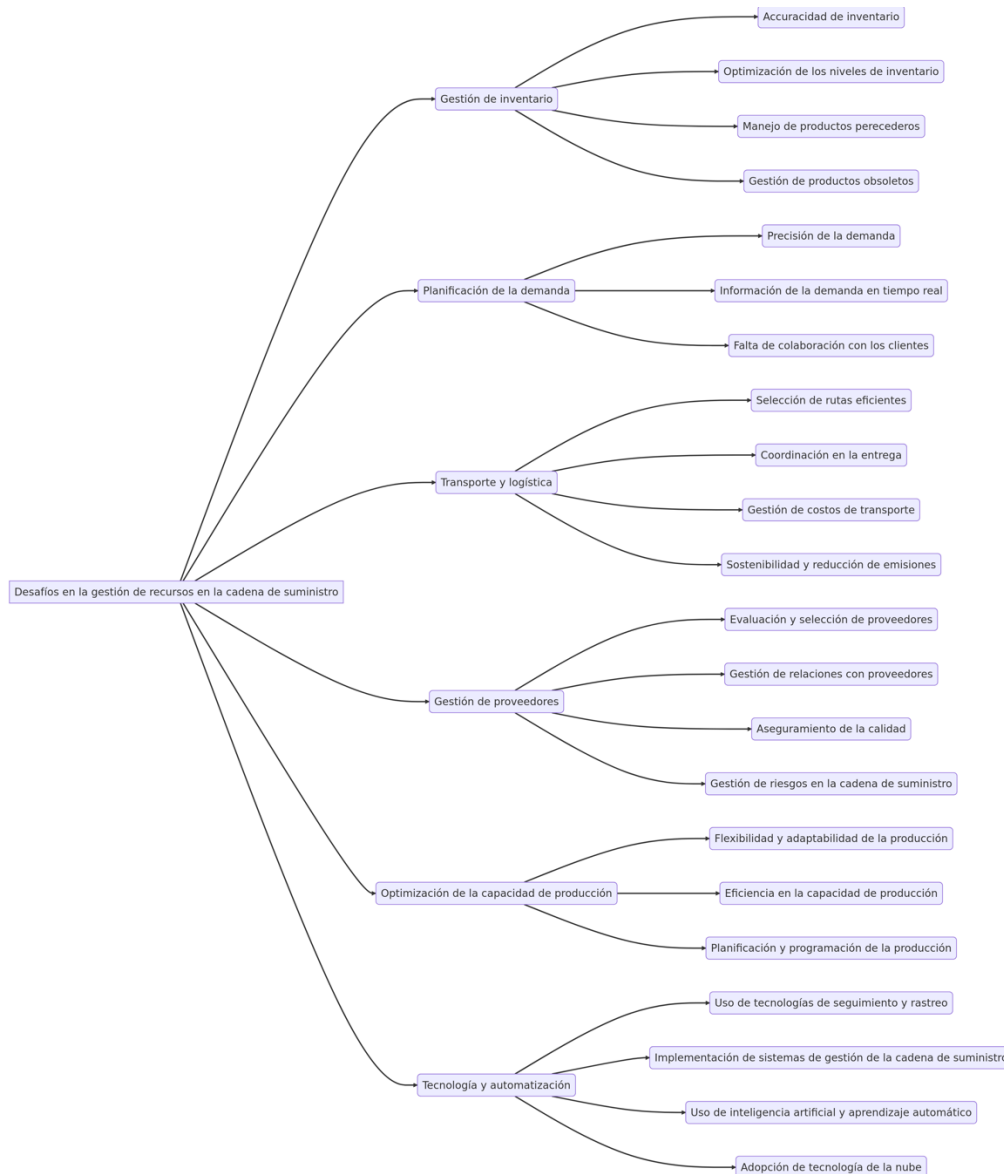 Desafíos en la gestión de recursos en la cadena de suministro
Gestión de inventario
Accuracidad de inventario
Optimización de los niveles de inventario
Manejo de productos perecederos
Gestión de productos obsoletos
Planificación de la demanda
Precisión de la demanda
Información de la demanda en tiempo real
Falta de colaboración con los clientes
Transporte y logística
Selección de rutas eficientes
Coordinación en la entrega
Gestión de costos de transporte
Sostenibilidad y reducción de emisiones
Gestión de proveedores
Evaluación y selección de proveedores
Gestión de relaciones con proveedores
Aseguramiento de la calidad
Gestión de riesgos en la cadena de suministro
Optimización de la capacidad de producción
Flexibilidad y adaptabilidad de la producción
Eficiencia en la capacidad de producción
Planificación y programación de la producción
Tecnología y automatización
Uso de tecnologías de seguimiento y rastreo
Implementación de sistemas de gestión de la cadena de suministro
Uso de inteligencia artificial y aprendizaje automático
Adopción de tecnología de la nube